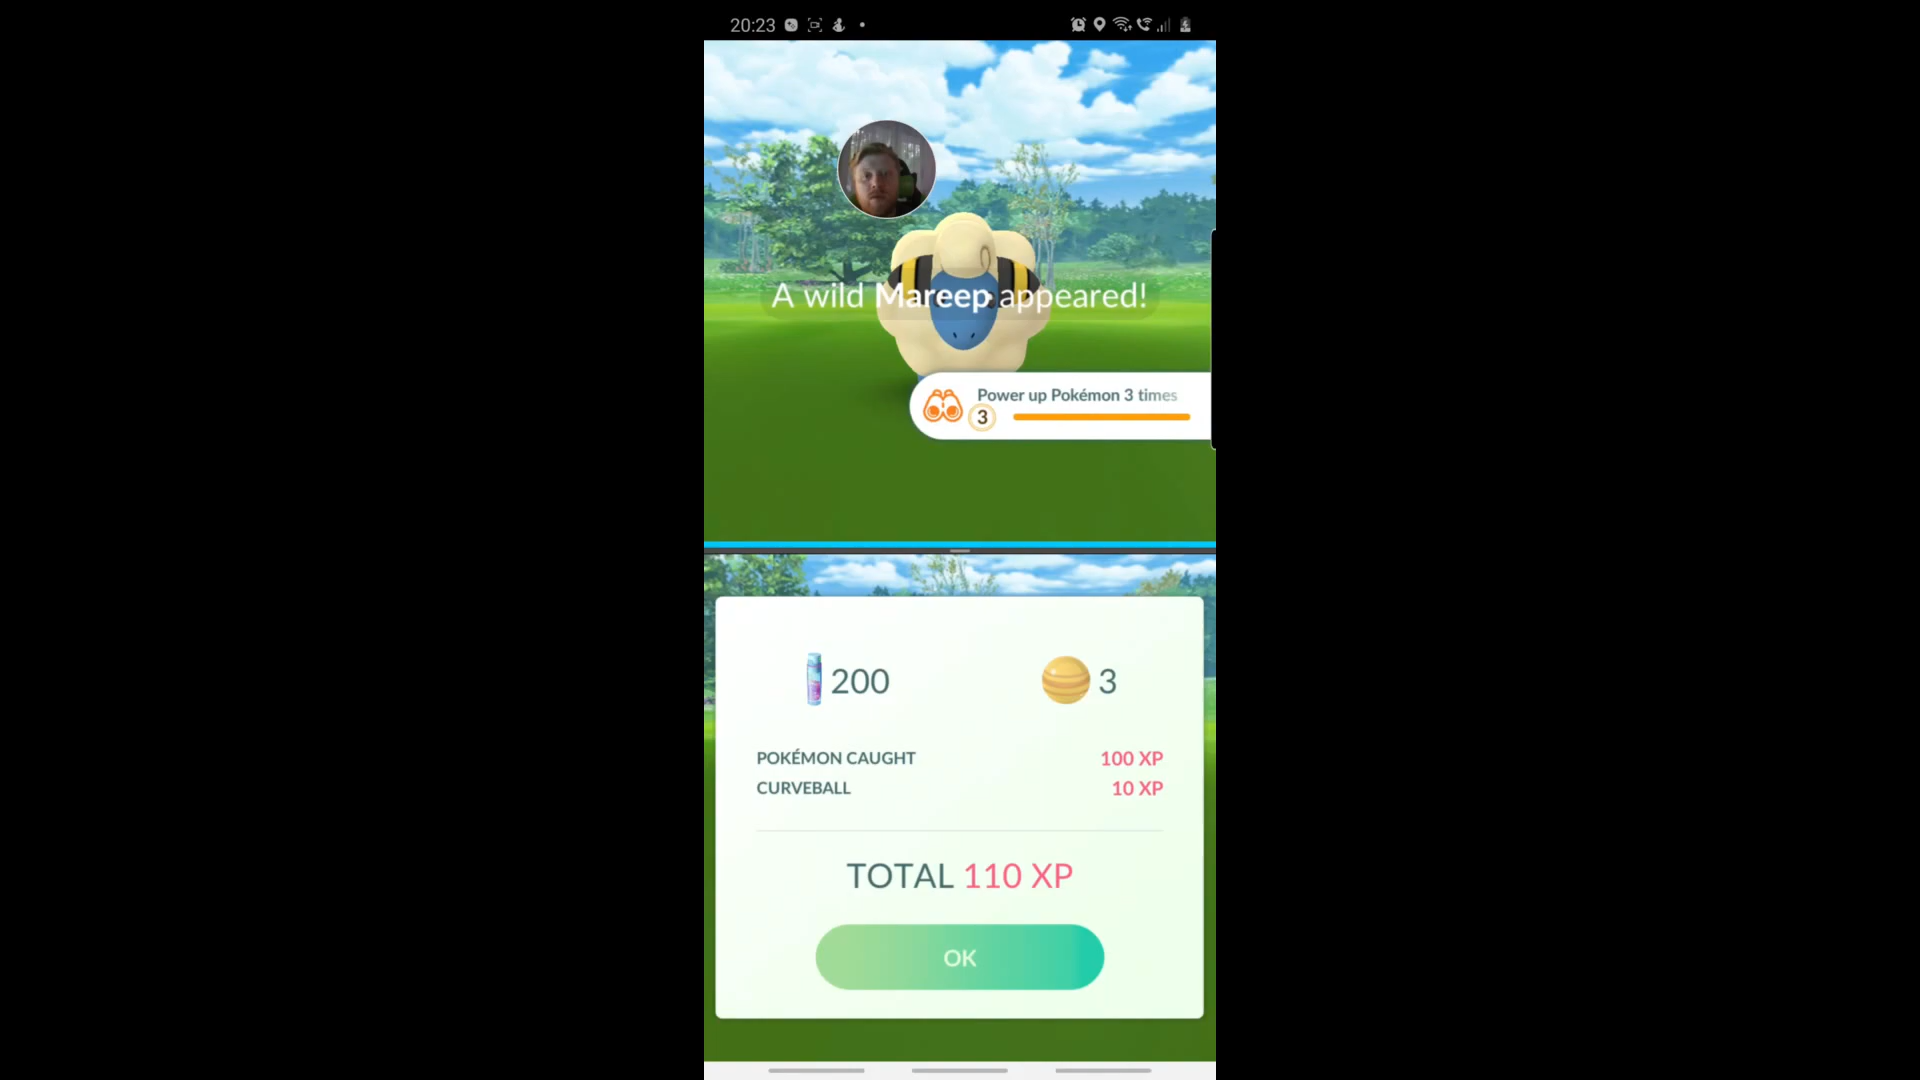 20:23
A wild Mareep appeared!
Power up Pokémon 3 times
3
200
3
POKÉMON CAUGHT 100 XP
CURVEBALL 10 XP
TOTAL 110 XP
OK